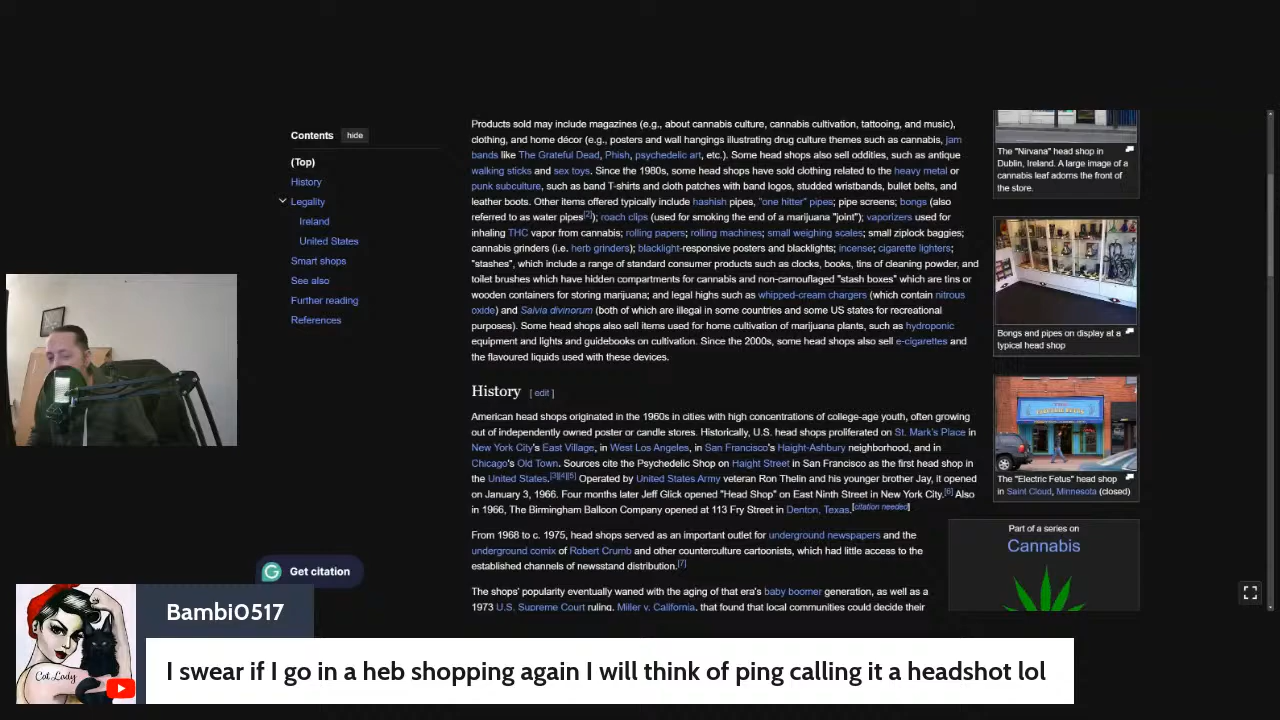 Contents hide
(Top)
History
Legality
Ireland
United States
Smart shops
See also
Further reading
References
Products sold may include magazines (e.g., about cannabis culture, cannabis cultivation, tattooing, and music),
clothing, and home décor (e.g., posters and wall hangings illustrating drug culture themes such as cannabis, jam
bands like The Grateful Dead, Phish, psychedelic art, etc.). Some head shops also sell oddities, such as antique
walking sticks and sex toys. Since the 1980s, some head shops have sold clothing related to the heavy metal or
punk subculture, such as band T-shirts and cloth patches with band logos, studded wristbands, bullet belts, and
leather boots. Other items offered typically include hashish pipes, "one hitter" pipes; pipe screens; bongs (also
referred to as water pipes[2]); roach clips (used for smoking the end of a marijuana "joint"); vaporizers used for
inhaling THC vapor from cannabis; rolling papers; rolling machines; small weighing scales; small ziplock baggies;
cannabis grinders (i.e. herb grinders); blacklight-responsive posters and blacklights; incense; cigarette lighters;
"stashes", which include a range of standard consumer products such as clocks, books, tins of cleaning powder, and
toilet brushes which have hidden compartments for cannabis and non-camouflaged "stash boxes" which are tins or
wooden containers for storing marijuana; and legal highs such as whipped-cream chargers (which contain nitrous
oxide) and Salvia divinorum (both of which are illegal in some countries and some US states for recreational
purposes). Some head shops also sell items used for home cultivation of marijuana plants, such as hydroponic
equipment and lights and guidebooks on cultivation. Since the 2000s, some head shops also sell e-cigarettes and
the flavoured liquids used with these devices.
History [ edit ]
American head shops originated in the 1960s in cities with high concentrations of college-age youth, often growing
out of independently owned poster or candle stores. Historically, U.S. head shops proliferated on St. Mark's Place in
New York City's East Village, in West Los Angeles, in San Francisco's Haight-Ashbury neighborhood, and in
Chicago's Old Town. Sources cite the Psychedelic Shop on Haight Street in San Francisco as the first head shop in
the United States.[3][4][5] Operated by United States Army veteran Ron Thelin and his younger brother Jay, it opened
on January 3, 1966. Four months later Jeff Glick opened "Head Shop" on East Ninth Street in New York City.[6] Also
in 1966, The Birmingham Balloon Company opened at 113 Fry Street in Denton, Texas.[citation needed]
From 1968 to c. 1975, head shops served as an important outlet for underground newspapers and the
underground comix of Robert Crumb and other counterculture cartoonists, which had little access to the
established channels of newsstand distribution.[7]
The shops' popularity eventually waned with the aging of that era's baby boomer generation, as well as a
1973 U.S. Supreme Court ruling, Miller v. California, that found that local communities could decide their
The "Nirvana" head shop in
Dublin, Ireland. A large image of a
cannabis leaf adorns the front of
the store.
Bongs and pipes on display at a
typical head shop
The "Electric Fetus" head shop
in Saint Cloud, Minnesota (closed)
Part of a series on
Cannabis
Get citation
Cat Lady
Bambi0517
I swear if I go in a heb shopping again I will think of ping calling it a headshot lol